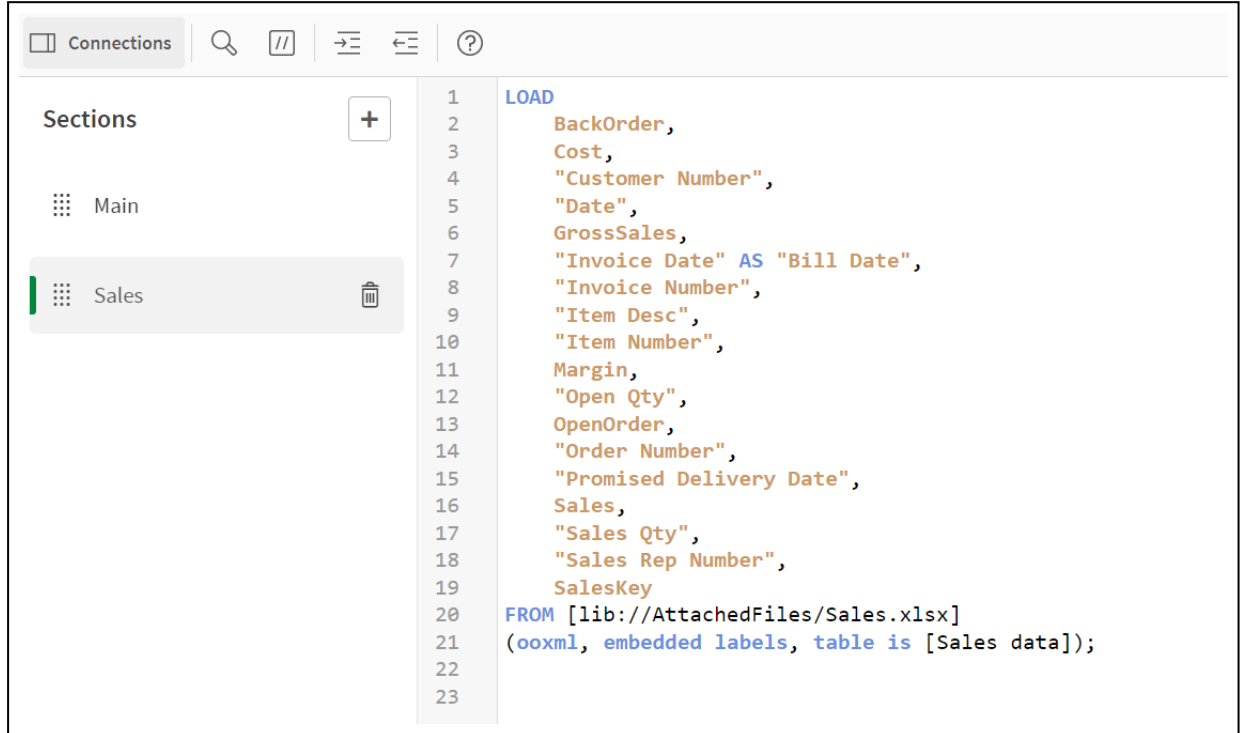 Connections
Sections
Main
Sales
1 LOAD
2 BackOrder,
3 Cost,
4 "Customer Number",
5 "Date",
6 GrossSales,
7 "Invoice Date" AS "Bill Date",
8 "Invoice Number",
9 "Item Desc",
10 "Item Number",
11 Margin,
12 "Open Qty",
13 OpenOrder,
14 "Order Number",
15 "Promised Delivery Date",
16 Sales,
17 "Sales Qty",
18 "Sales Rep Number",
19 SalesKey
20 FROM [lib://AttachedFiles/Sales.xlsx]
21 (ooxml, embedded labels, table is [Sales data]);
22
23